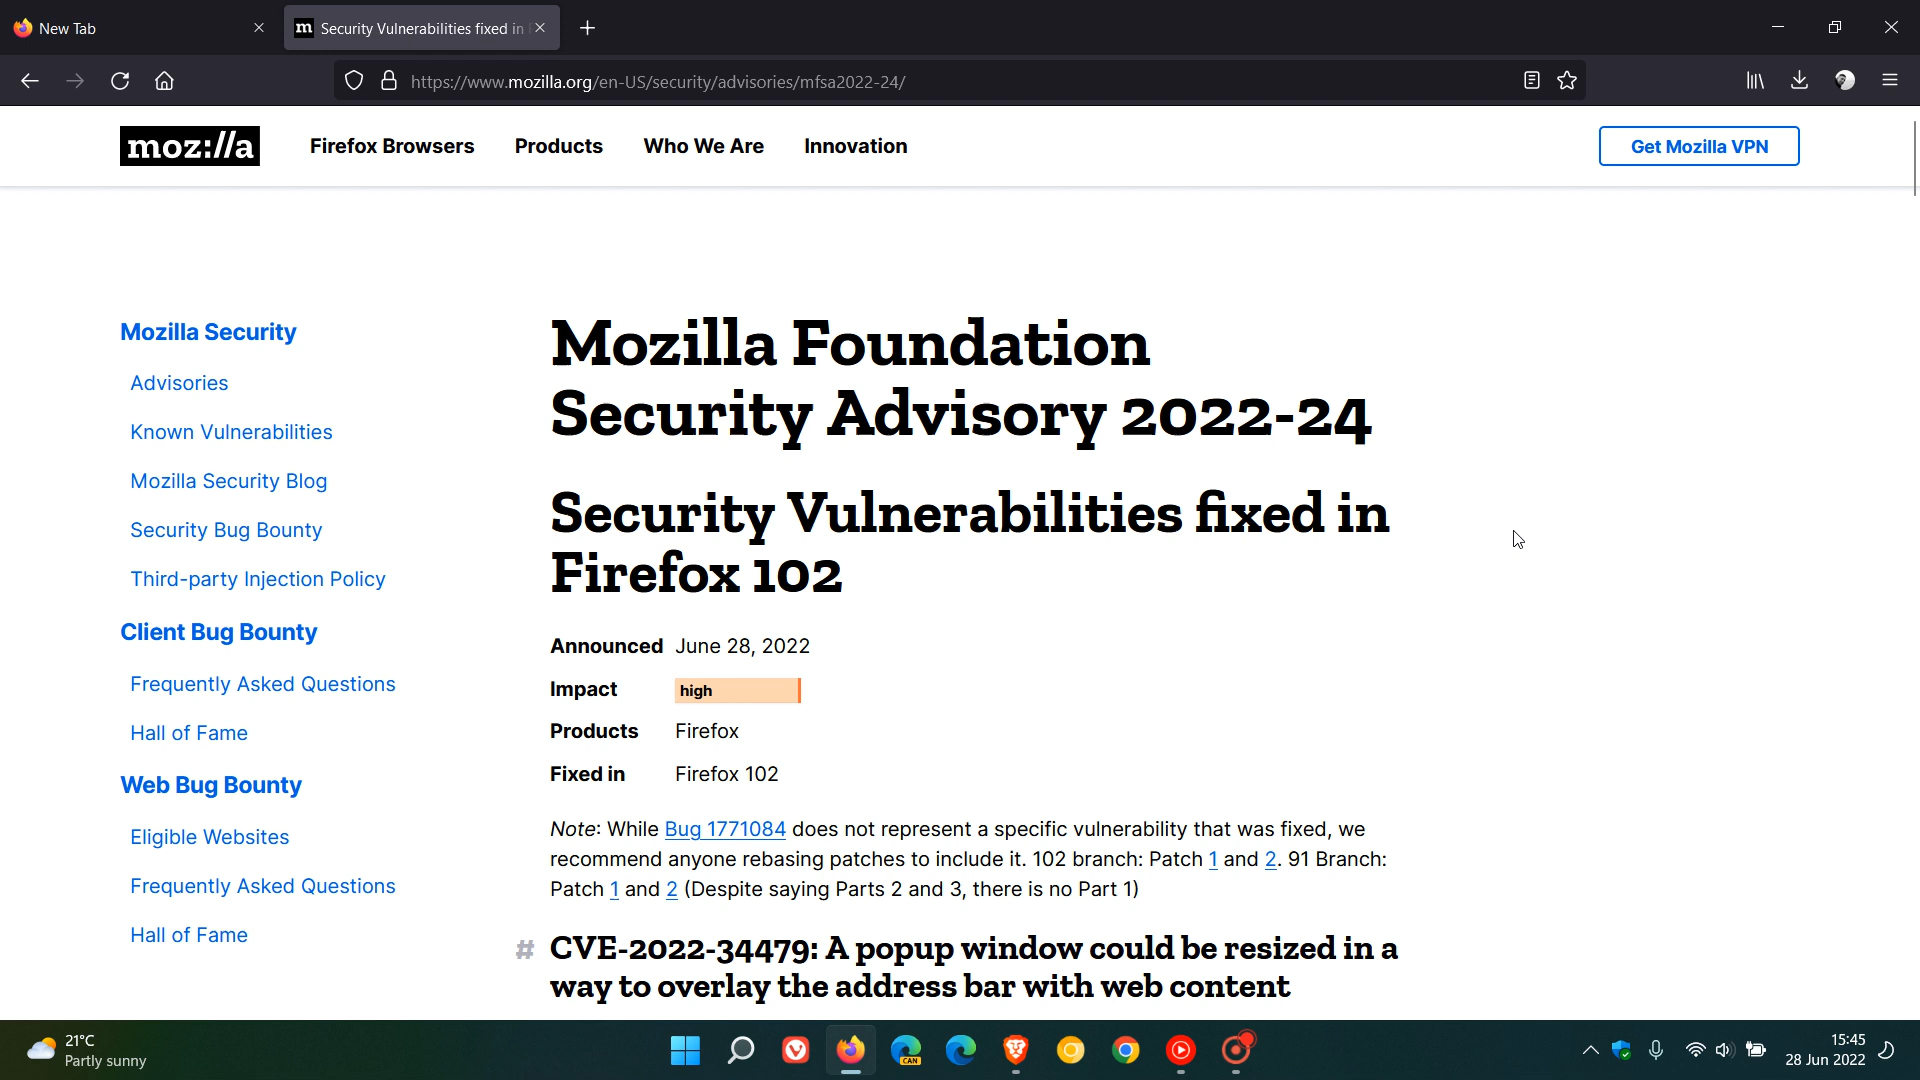 New Tab
Security Vulnerabilities fixed in
https://www.mozilla.org/en-US/security/advisories/mfsa2022-24/
moz://a
Firefox Browsers
Products
Who We Are
Innovation
Get Mozilla VPN
Mozilla Security
Advisories
Known Vulnerabilities
Mozilla Security Blog
Security Bug Bounty
Third-party Injection Policy
Client Bug Bounty
Frequently Asked Questions
Hall of Fame
Web Bug Bounty
Eligible Websites
Frequently Asked Questions
Hall of Fame
Mozilla Foundation
Security Advisory 2022-24
Security Vulnerabilities fixed in
Firefox 102
Announced June 28, 2022
Impact high
Products Firefox
Fixed in Firefox 102
Note: While Bug 1771084 does not represent a specific vulnerability that was fixed, we
recommend anyone rebasing patches to include it. 102 branch: Patch 1 and 2. 91 Branch:
Patch 1 and 2 (Despite saying Parts 2 and 3, there is no Part 1)
# CVE-2022-34479: A popup window could be resized in a
way to overlay the address bar with web content
21°C
Partly sunny
CAN
15:45
28 Jun 2022